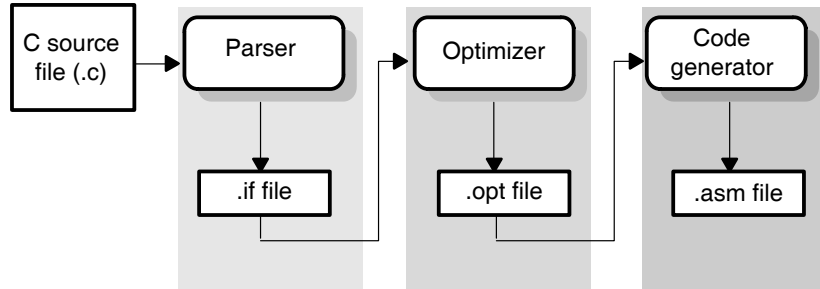 C source
file (.c)
Parser
Optimizer
Code
generator
.if file
.opt file
.asm file